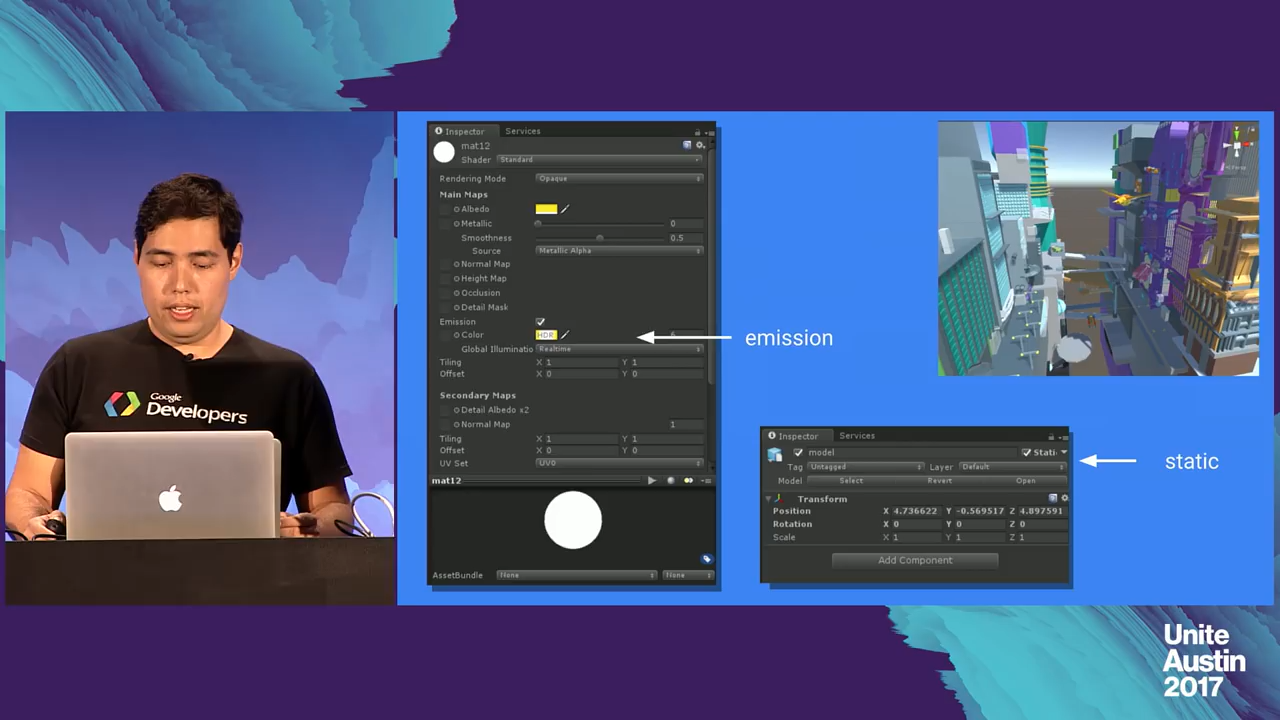 Google
Developers
Inspector
Services
mat12
Shader
Standard
Rendering Mode
Opaque
Main Maps
Albedo
Metallic
0
Smoothness
0.5
Source
Metallic Alpha
Normal Map
Height Map
Occlusion
Detail Mask
Emission
Color
HDR
Global Illuminatio
Realtime
Tiling
X 1
Y 1
Offset
X 0
Y 0
Secondary Maps
Detail Albedo x2
Normal Map
1
Tiling
X 1
Y 1
Offset
X 0
Y 0
UV Set
UV0
mat12
AssetBundle
None
None
emission
Inspector
Services
model
Stati
Tag
Untagged
Layer
Default
Model
Select
Revert
Open
Transform
Position
X 4.736622
Y -0.569517
Z 4.897591
Rotation
X 0
Y 0
Z 0
Scale
X 1
Y 1
Z 1
Add Component
static
Unite
Austin
2017